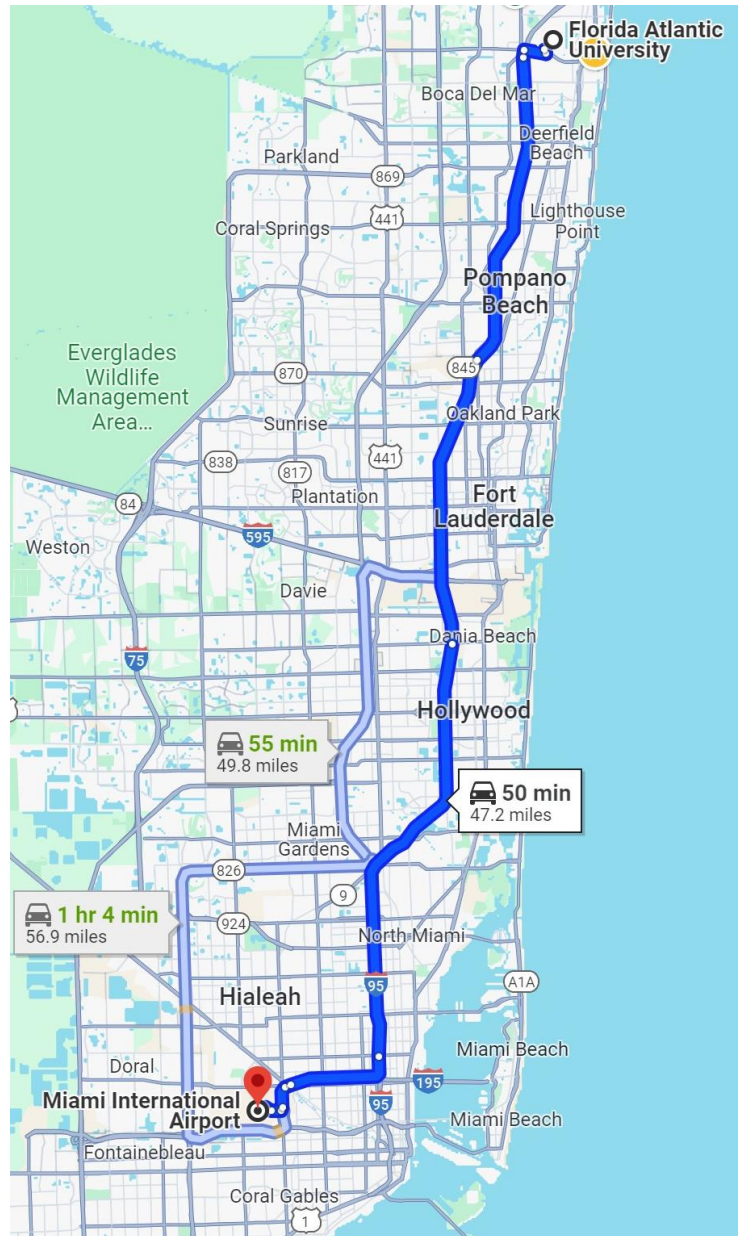 Florida Atlantic
University
Boca Del Mar
Deerfield
Beach
Parkland
869
441
Lighthouse
Point
Coral Springs
Pompano
Beach
Everglades
Wildlife
Management
Area...
870
845
Oakland Park
Sunrise
838
817
441
Plantation
Fort
Lauderdale
84
595
Weston
Davie
Dania Beach
75
Hollywood
55 min
49.8 miles
50 min
47.2 miles
Miami
Gardens
826
9
1 hr 4 min
56.9 miles
924
North Miami
95
A1A
Hialeah
Miami Beach
Doral
195
Miami International
Airport
95
Miami Beach
Fontainebleau
Coral Gables
1